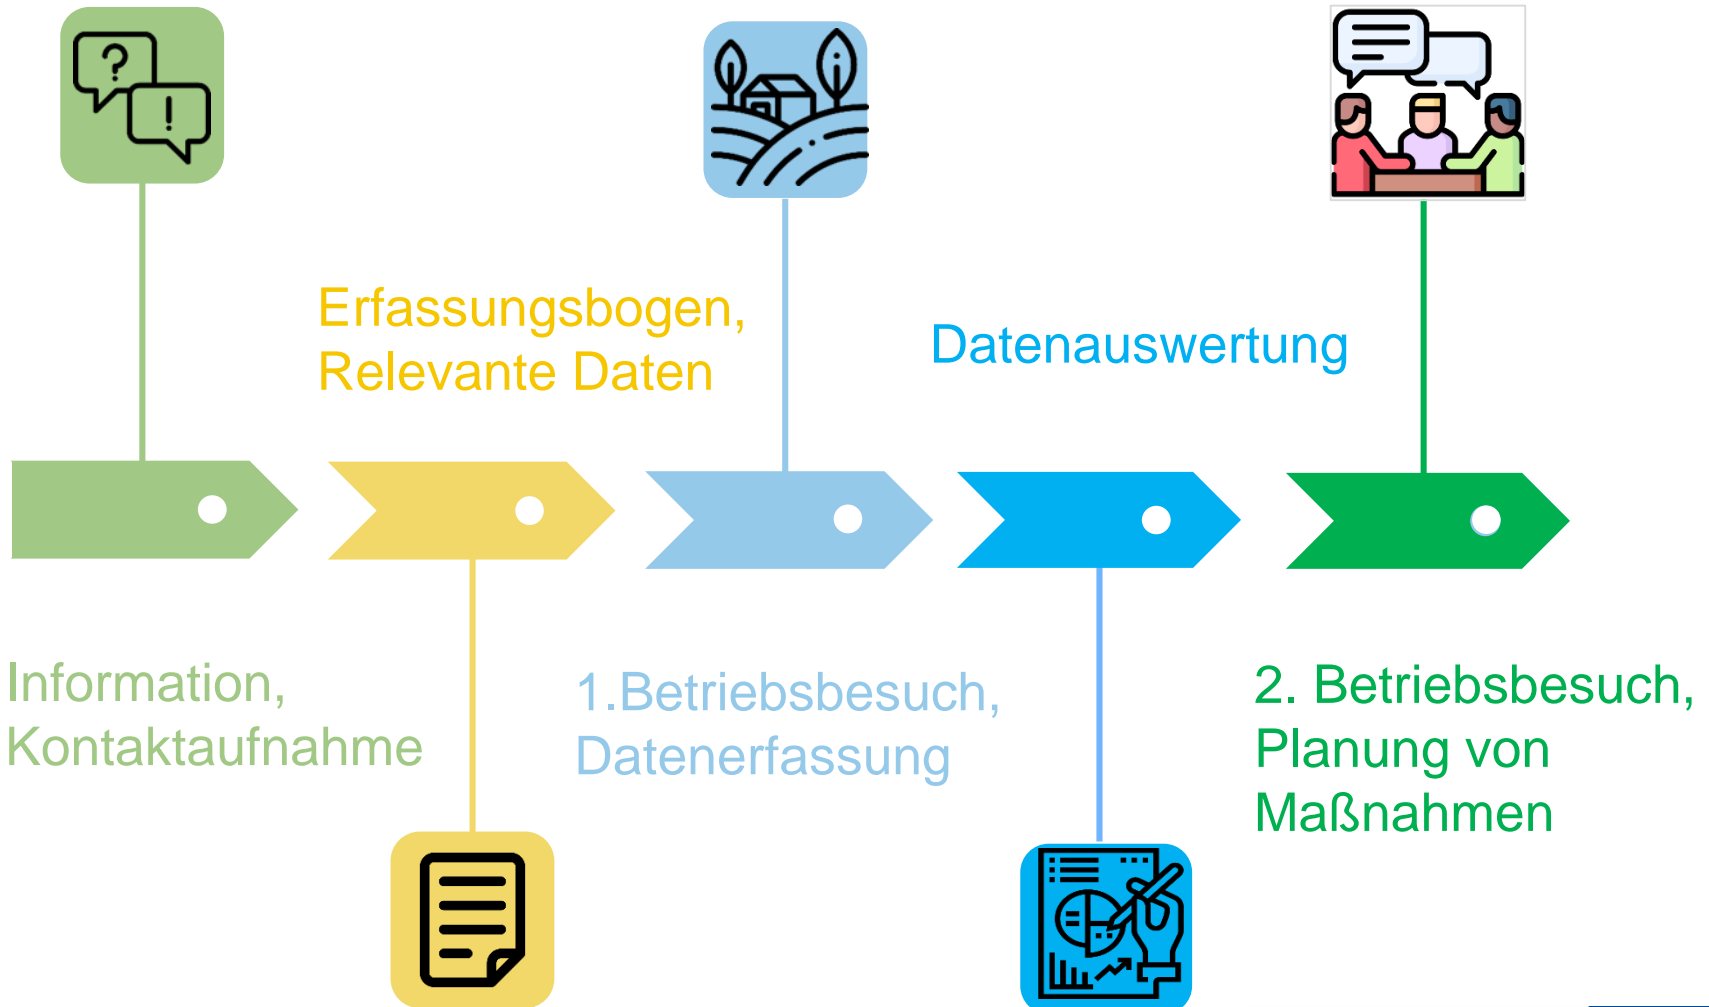 ?
!
Erfassungsbogen,
Relevante Daten
Datenauswertung
Information,
Kontaktaufnahme
1.Betriebsbesuch,
Datenerfassung
2. Betriebsbesuch,
Planung von
Maßnahmen